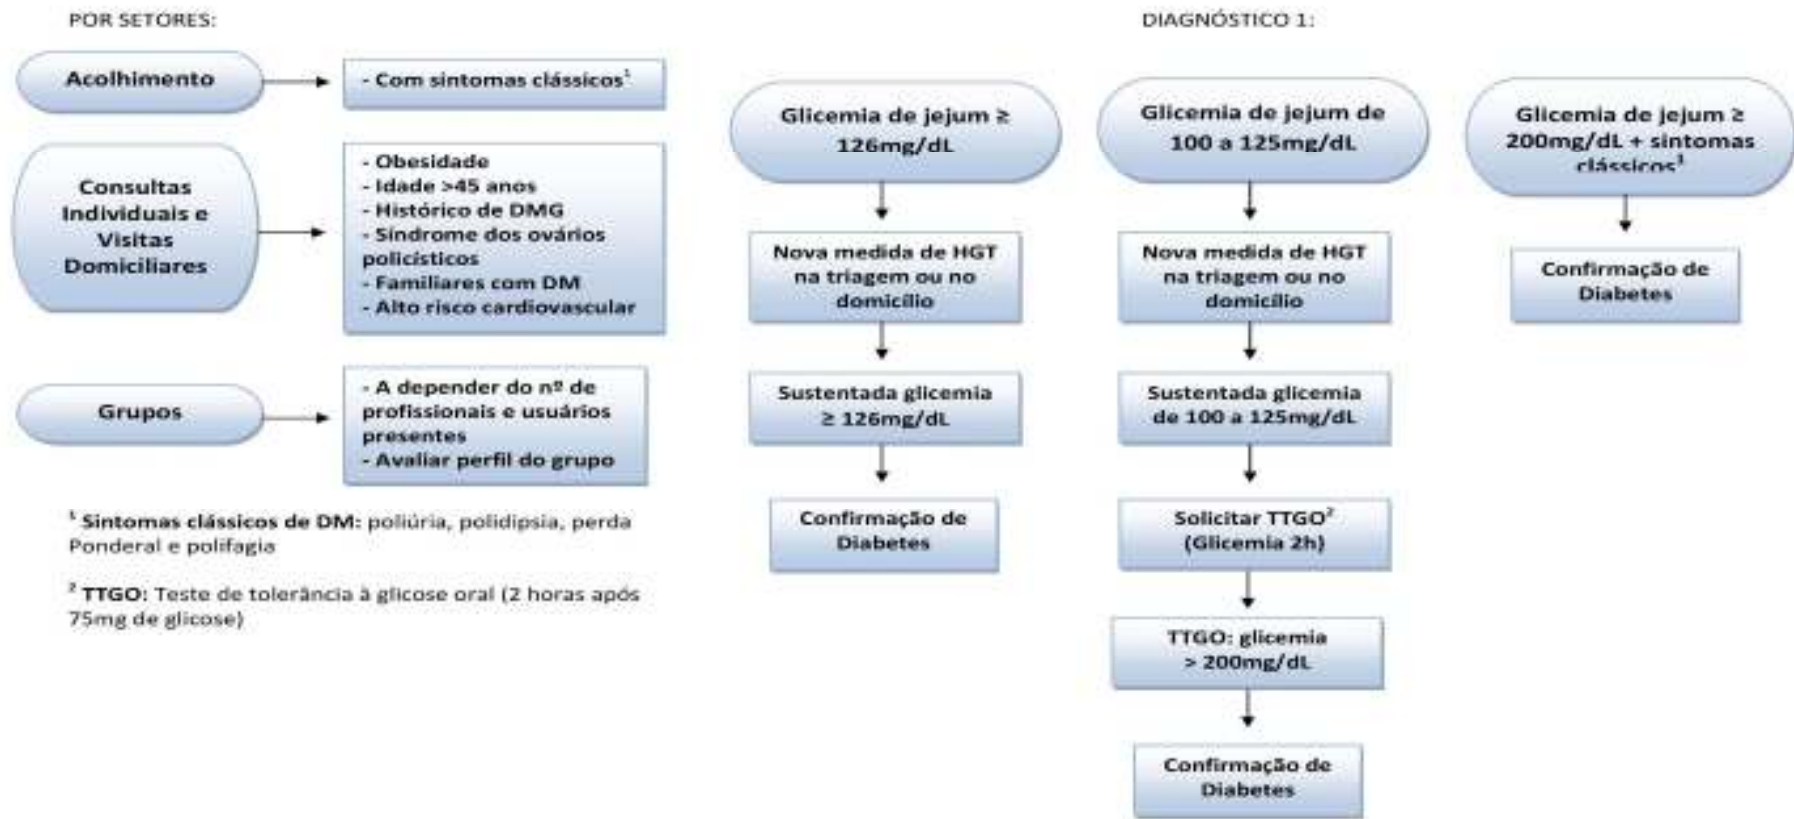 POR SETORES:
Acolhimento
- Com sintomas clássicos¹
Consultas
Individuais e
Visitas
Domiciliares
- Obesidade
- Idade >45 anos
- Histórico de DMG
- Síndrome dos ovários
policísticos
- Familiares com DM
- Alto risco cardiovascular
Grupos
- A depender do nº de
profissionais e usuários
presentes
- Avaliar perfil do grupo
¹ Sintomas clássicos de DM: poliúria, polidipsia, perda
Ponderal e polifagia
² TTGO: Teste de tolerância à glicose oral (2 horas após
75mg de glicose)
DIAGNÓSTICO 1:
Glicemia de jejum ≥
126mg/dL
Nova medida de HGT
na triagem ou no
domicílio
Sustentada glicemia
≥ 126mg/dL
Confirmação de
Diabetes
Glicemia de jejum de
100 a 125mg/dL
Nova medida de HGT
na triagem ou no
domicílio
Sustentada glicemia
de 100 a 125mg/dL
Solicitar TTGO²
(Glicemia 2h)
TTGO: glicemia
> 200mg/dL
Confirmação de
Diabetes
Glicemia de jejum ≥
200mg/dL + sintomas
clássicos¹
Confirmação de
Diabetes